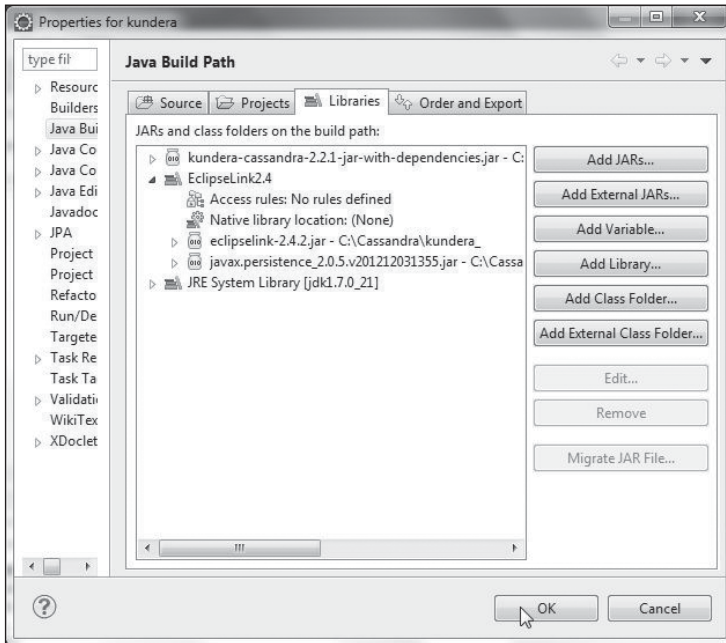 Properties for kundera
type filt
Java Build Path
Resourc
Builders
Java Bui
Java Co
Java Co
Java Edi
Javadoc
JPA
Project
Project
Refacto
Run/De
Targete
Task Re
Task Ta
Validati
WikiTex
XDoclet
Source
Projects
Libraries
Order and Export
JARs and class folders on the build path:
kundera-cassandra-2.2.1-jar-with-dependencies.jar - C:
EclipseLink2.4
Access rules: No rules defined
Native library location: (None)
eclipselink-2.4.2.jar - C:\Cassandra\kundera_
javax.persistence_2.0.5.v201212031355.jar - C:\Cassa
JRE System Library [jdk1.7.0_21]
Add JARs...
Add External JARs...
Add Variable...
Add Library...
Add Class Folder...
Add External Class Folder...
Edit...
Remove
Migrate JAR File...
?
OK
Cancel